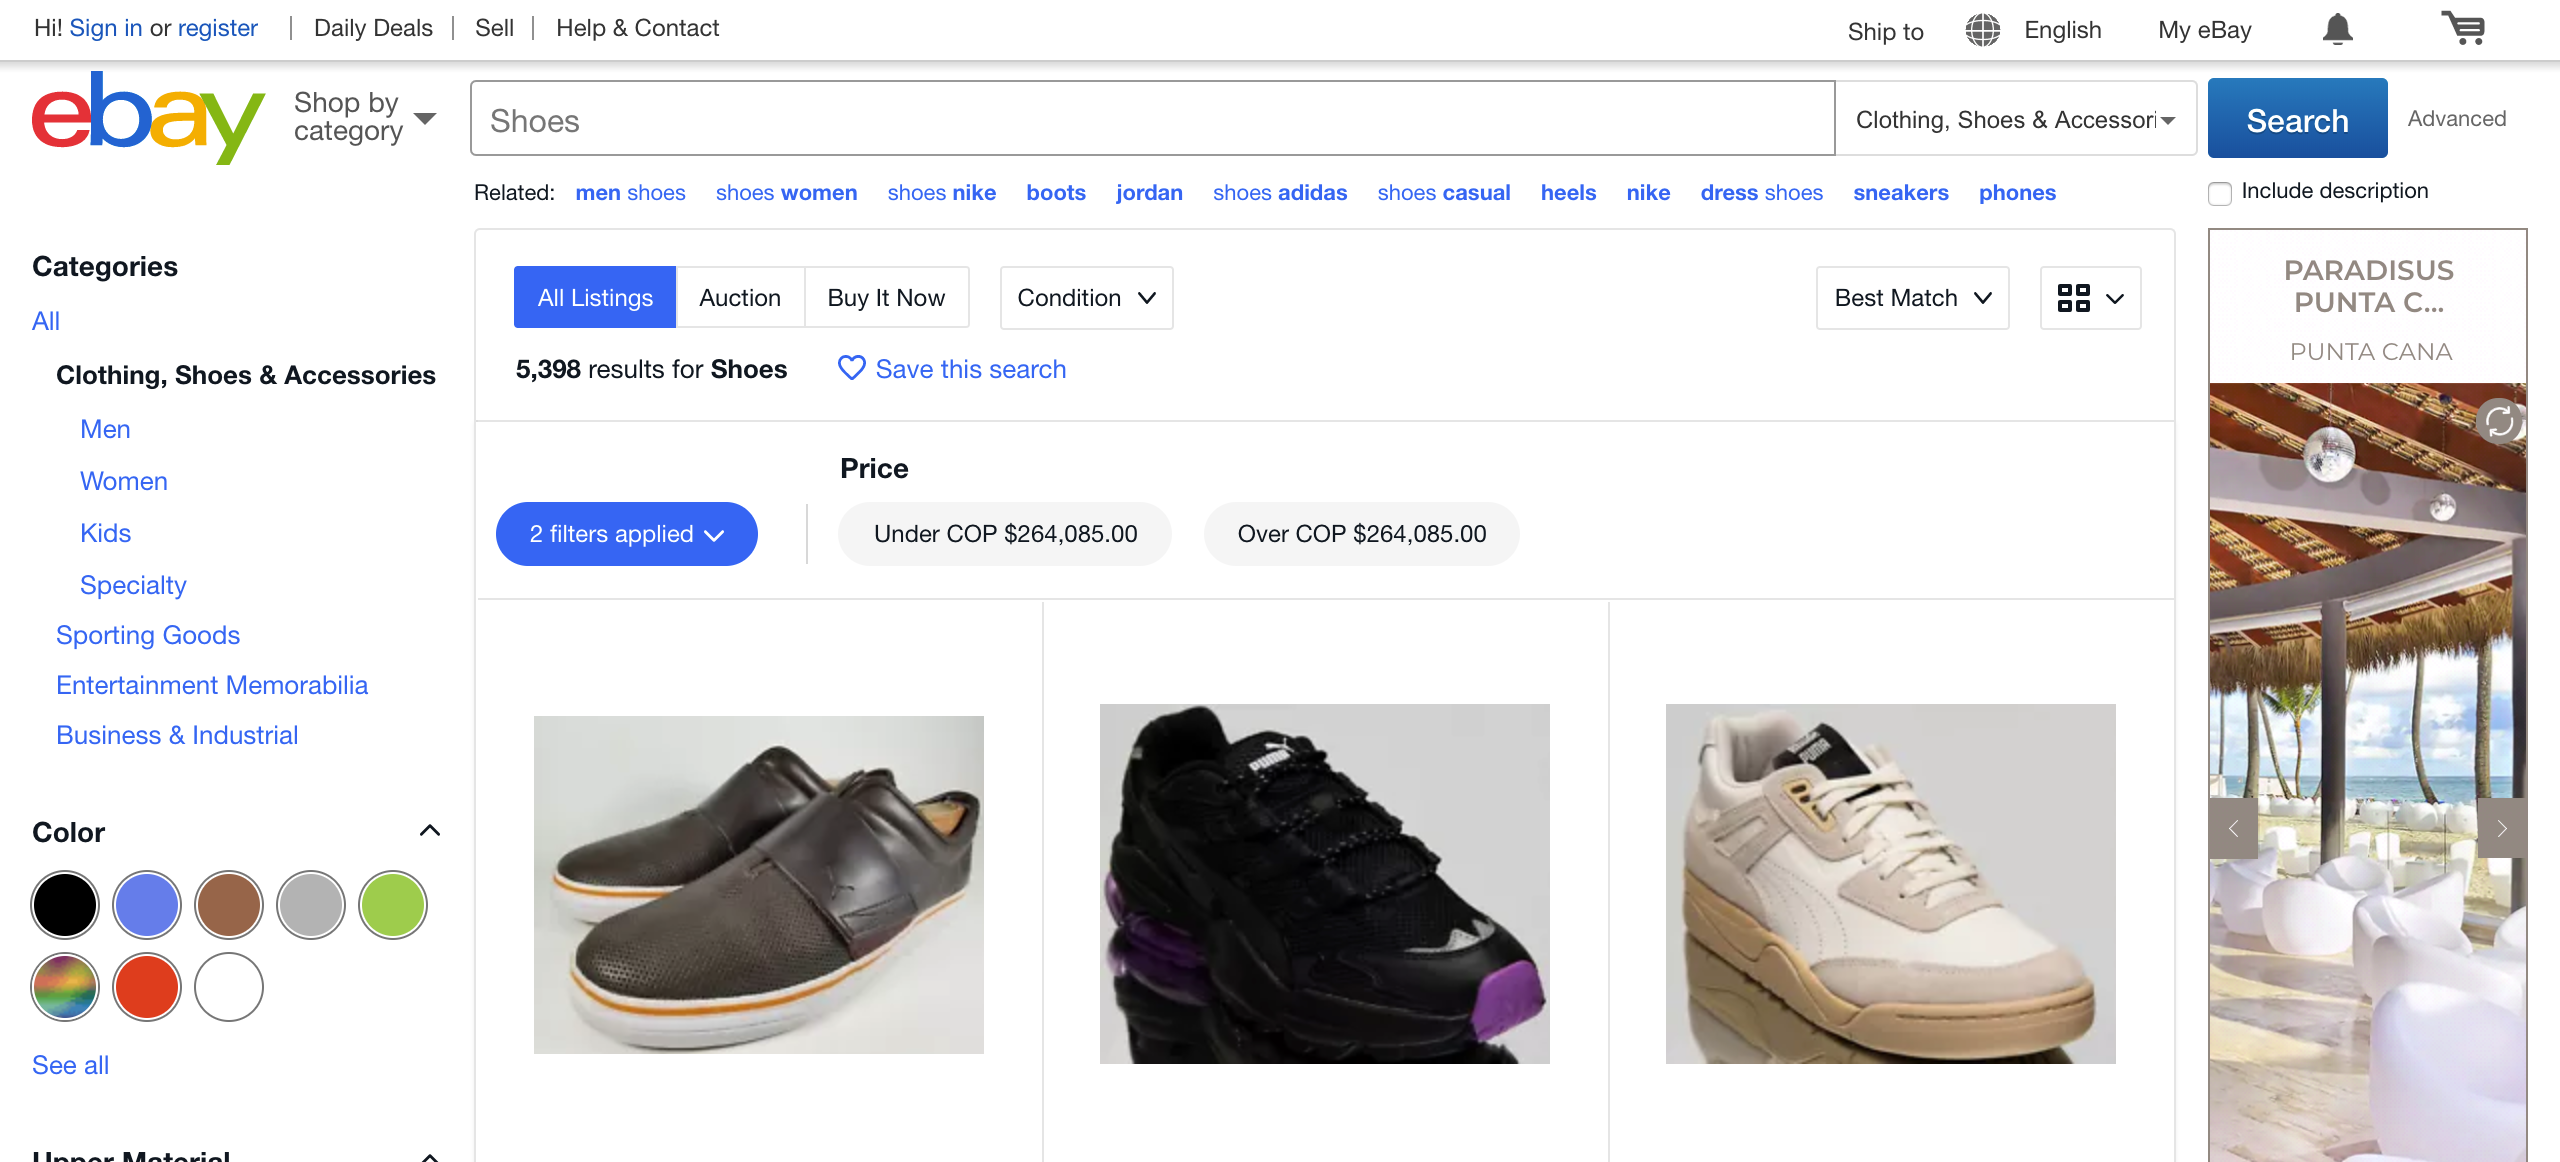 Hi! Sign in or register
Daily Deals
Sell
Help & Contact
Ship to
English
My eBay
ebay
Shop by
category
Shoes
Clothing, Shoes & Accessori
Search
Advanced
Related: men shoes shoes women shoes nike boots jordan shoes adidas shoes casual heels nike dress shoes sneakers phones
Include description
Categories
All
Clothing, Shoes & Accessories
Men
Women
Kids
Specialty
Sporting Goods
Entertainment Memorabilia
Business & Industrial
Color
See all
Upper Material
All Listings
Auction
Buy It Now
Condition
Best Match
5,398 results for Shoes
Save this search
Price
2 filters applied
Under COP $264,085.00
Over COP $264,085.00
PUMA
PUMA
PARADISUS
PUNTA C...
PUNTA CANA